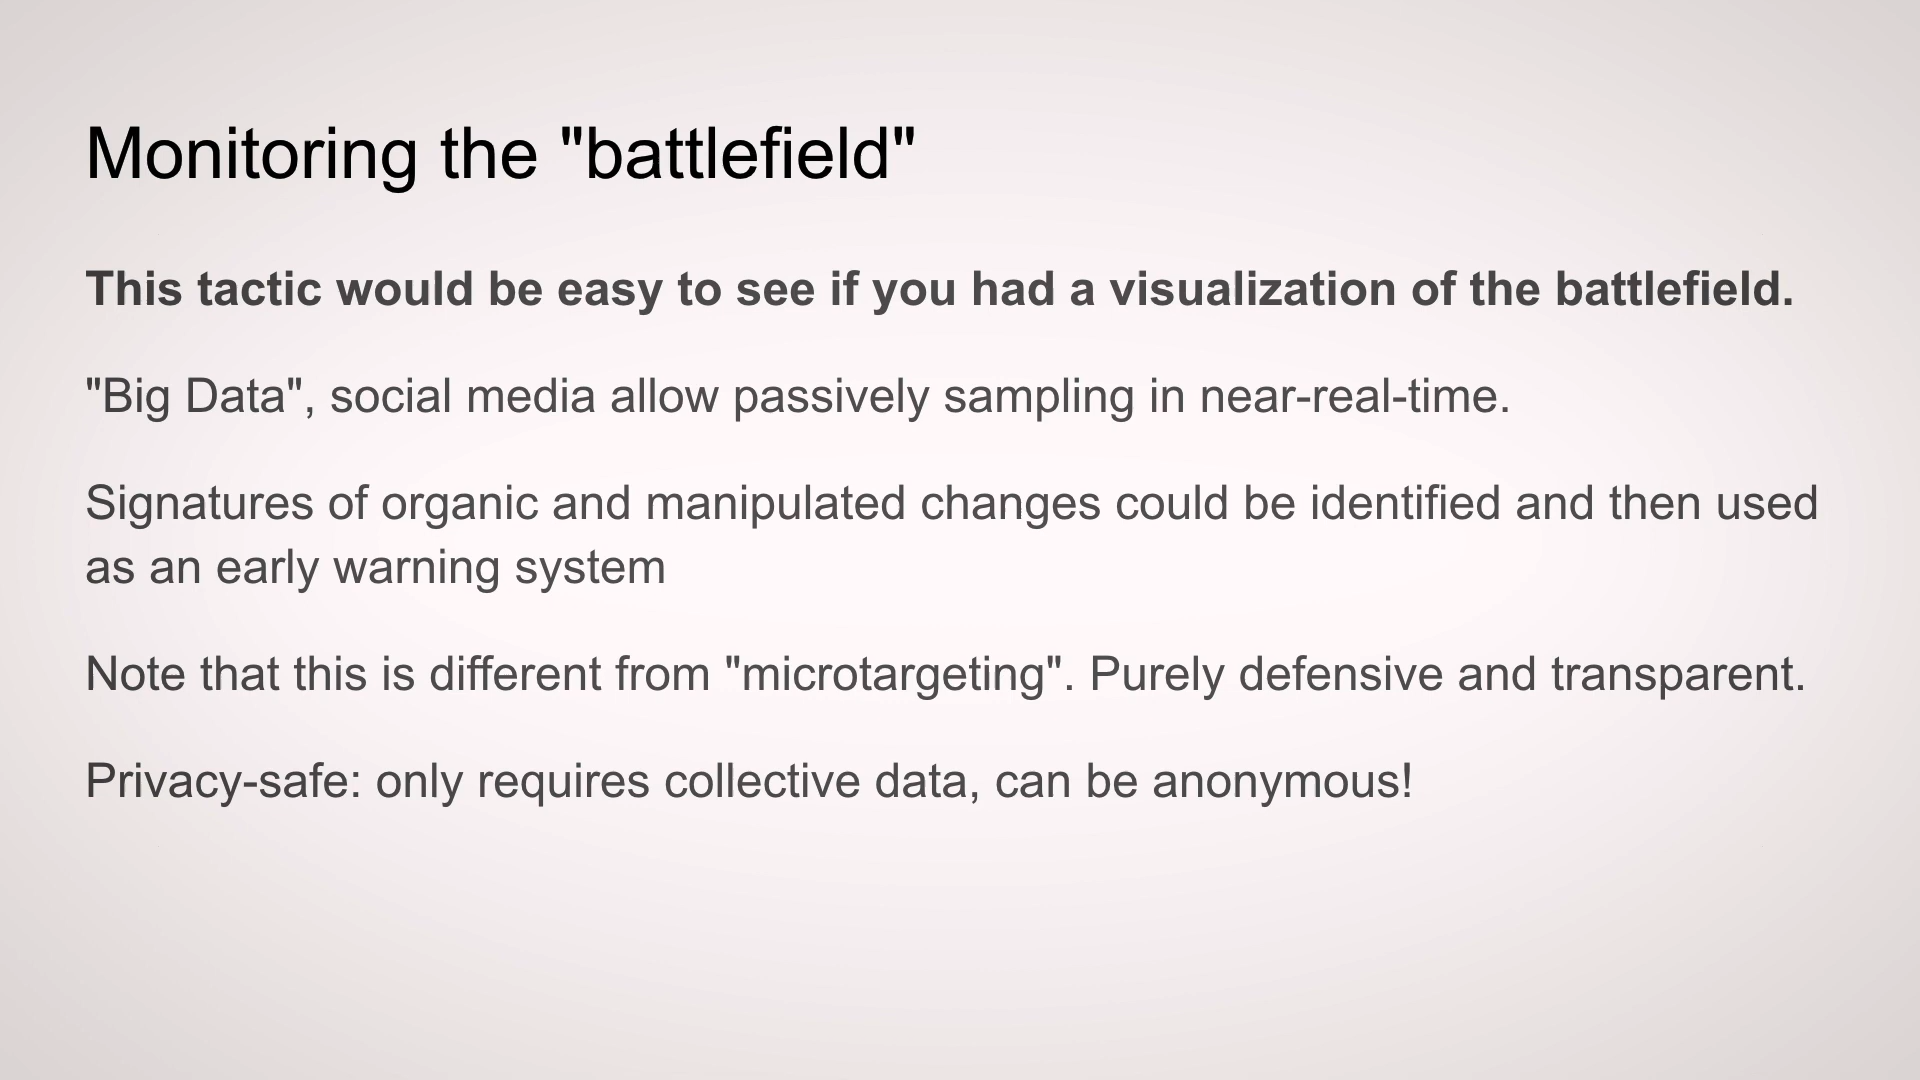 Monitoring the "battlefield"
This tactic would be easy to see if you had a visualization of the battlefield.
"Big Data", social media allow passively sampling in near-real-time.
Signatures of organic and manipulated changes could be identified and then used
as an early warning system
Note that this is different from "microtargeting". Purely defensive and transparent.
Privacy-safe: only requires collective data, can be anonymous!